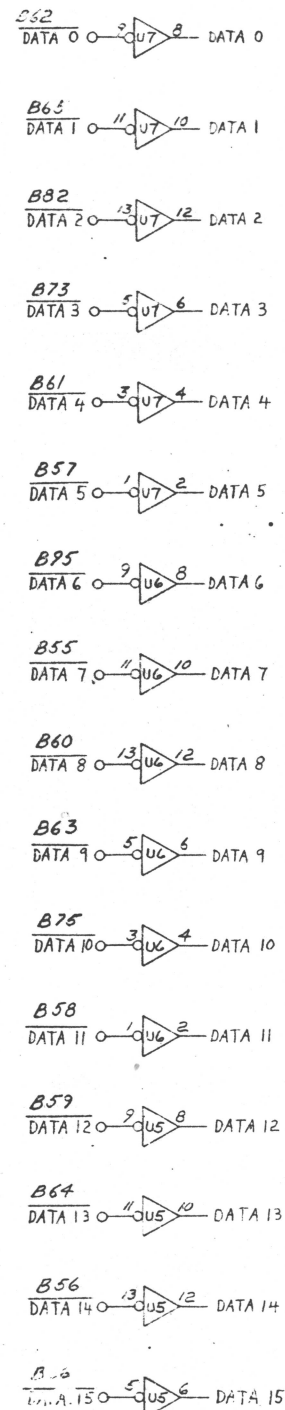 B62
DATA 0 9 U7 8 DATA 0
B65
DATA 1 11 U7 10 DATA 1
B82
DATA 2 13 U7 12 DATA 2
B73
DATA 3 5 U7 6 DATA 3
B61
DATA 4 3 U7 4 DATA 4
B57
DATA 5 1 U7 2 DATA 5
B95
DATA 6 9 U6 8 DATA 6
B55
DATA 7 11 U6 10 DATA 7
B60
DATA 8 13 U6 12 DATA 8
B63
DATA 9 5 U6 6 DATA 9
B75
DATA 10 3 U6 4 DATA 10
B58
DATA 11 1 U6 2 DATA 11
B59
DATA 12 9 U5 8 DATA 12
B64
DATA 13 11 U5 10 DATA 13
B56
DATA 14 13 U5 12 DATA 14
15 5 U5 6 DATA 15